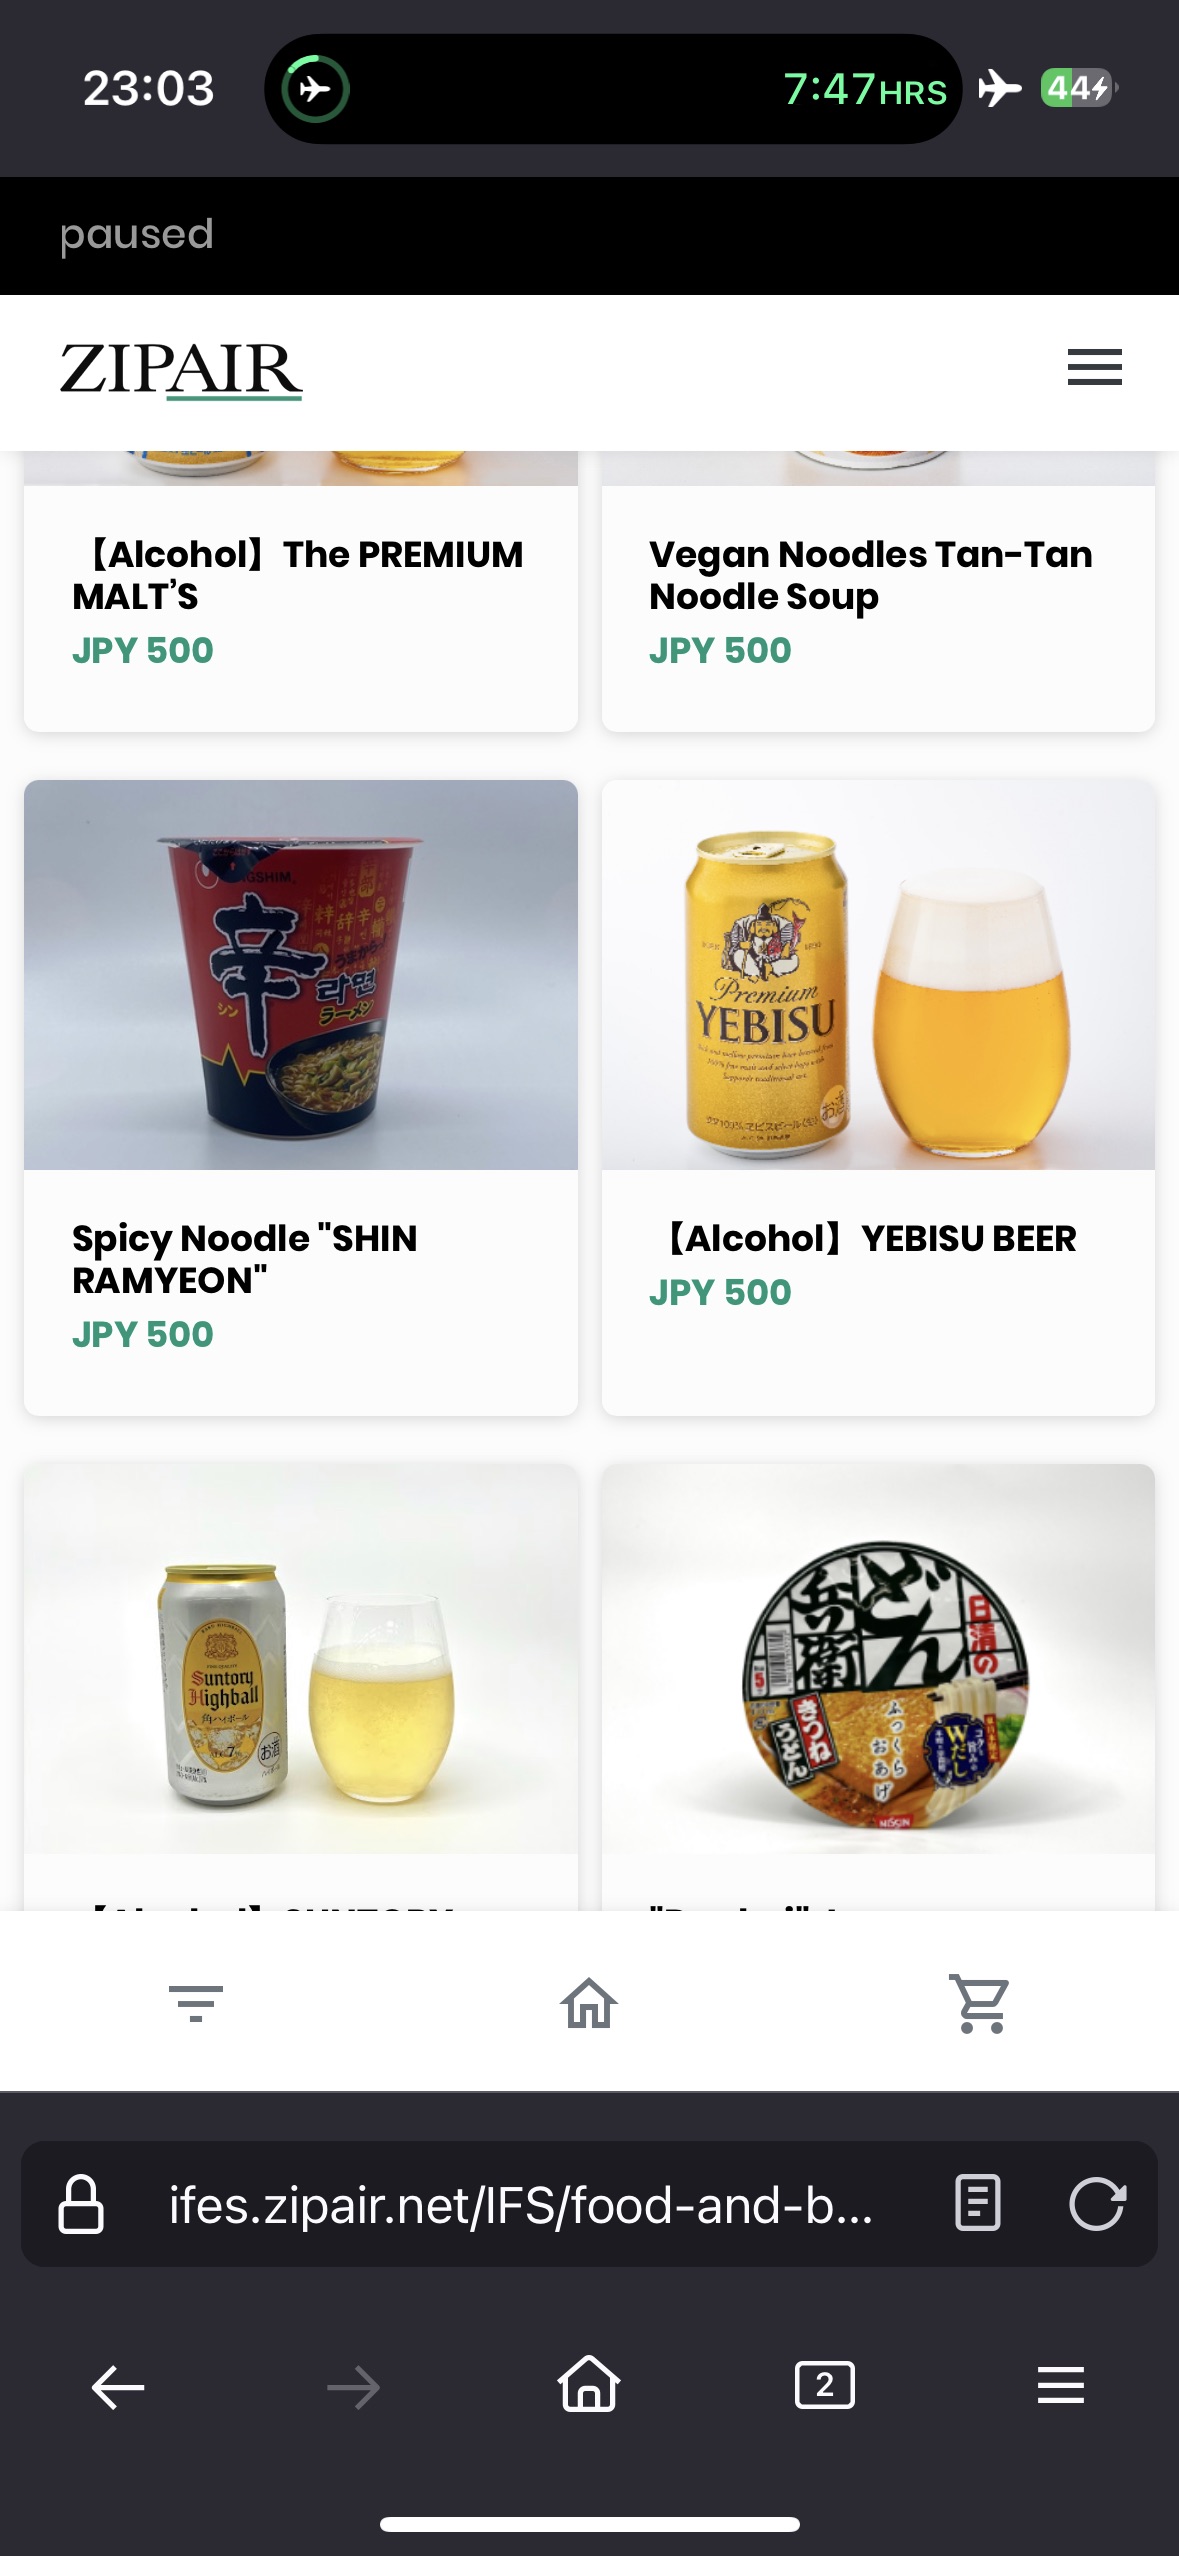 23:03
7:47HRS
44
paused
ZIPAIR
【Alcohol】The PREMIUM
MALT'S
JPY 500
Vegan Noodles Tan-Tan
Noodle Soup
JPY 500
辛
라면
シン
ラーメン
Premium
YEBISU
お酒
Spicy Noodle "SHIN
RAMYEON"
JPY 500
【Alcohol】YEBISU BEER
JPY 500
Suntory
Highball
角ハイボール
7%
お酒
日清の
どん
兵衛
きつね
うどん
ふっくら
おあげ
Wだし
NISSIN
ifes.zipair.net/IFS/food-and-b...
2